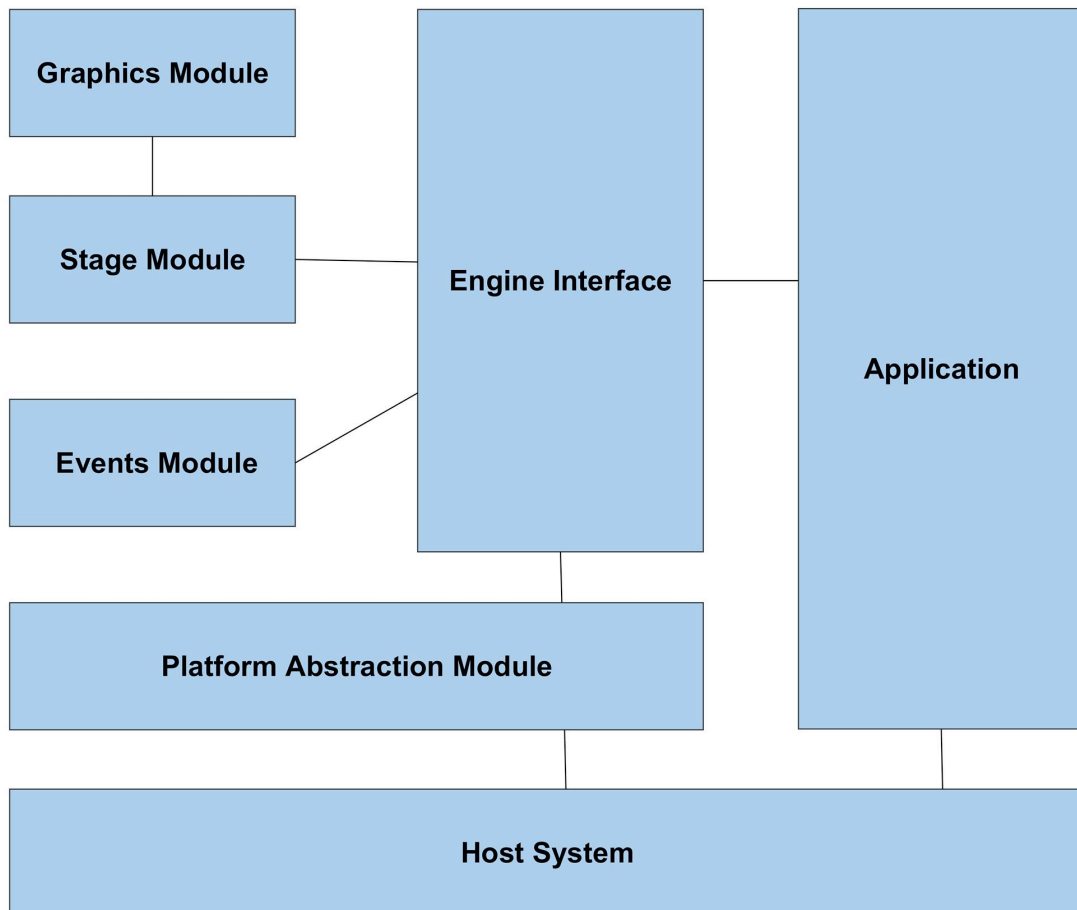 Graphics Module
Stage Module
Engine Interface
Application
Events Module
Platform Abstraction Module
Host System